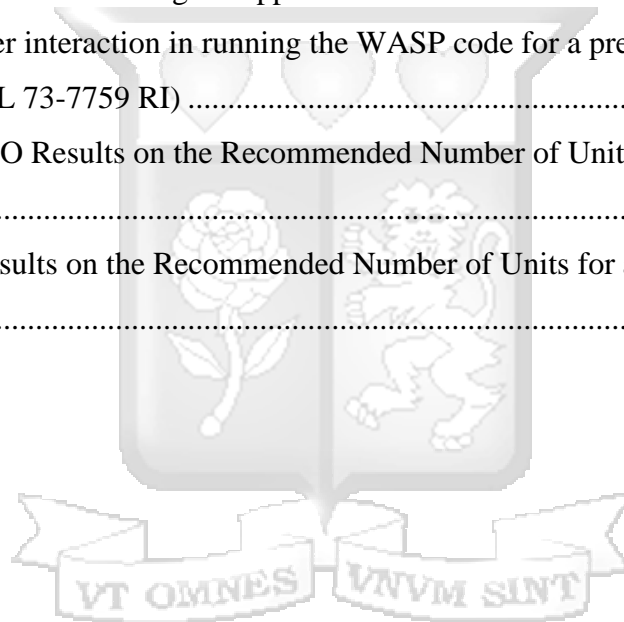 er interaction in running the WASP code for a pre
L 73-7759 RI) ..........................................................................
O Results on the Recommended Number of Unit
..........................................................................................................
sults on the Recommended Number of Units for
..........................................................................................................
VT OMNES VNVM SINT